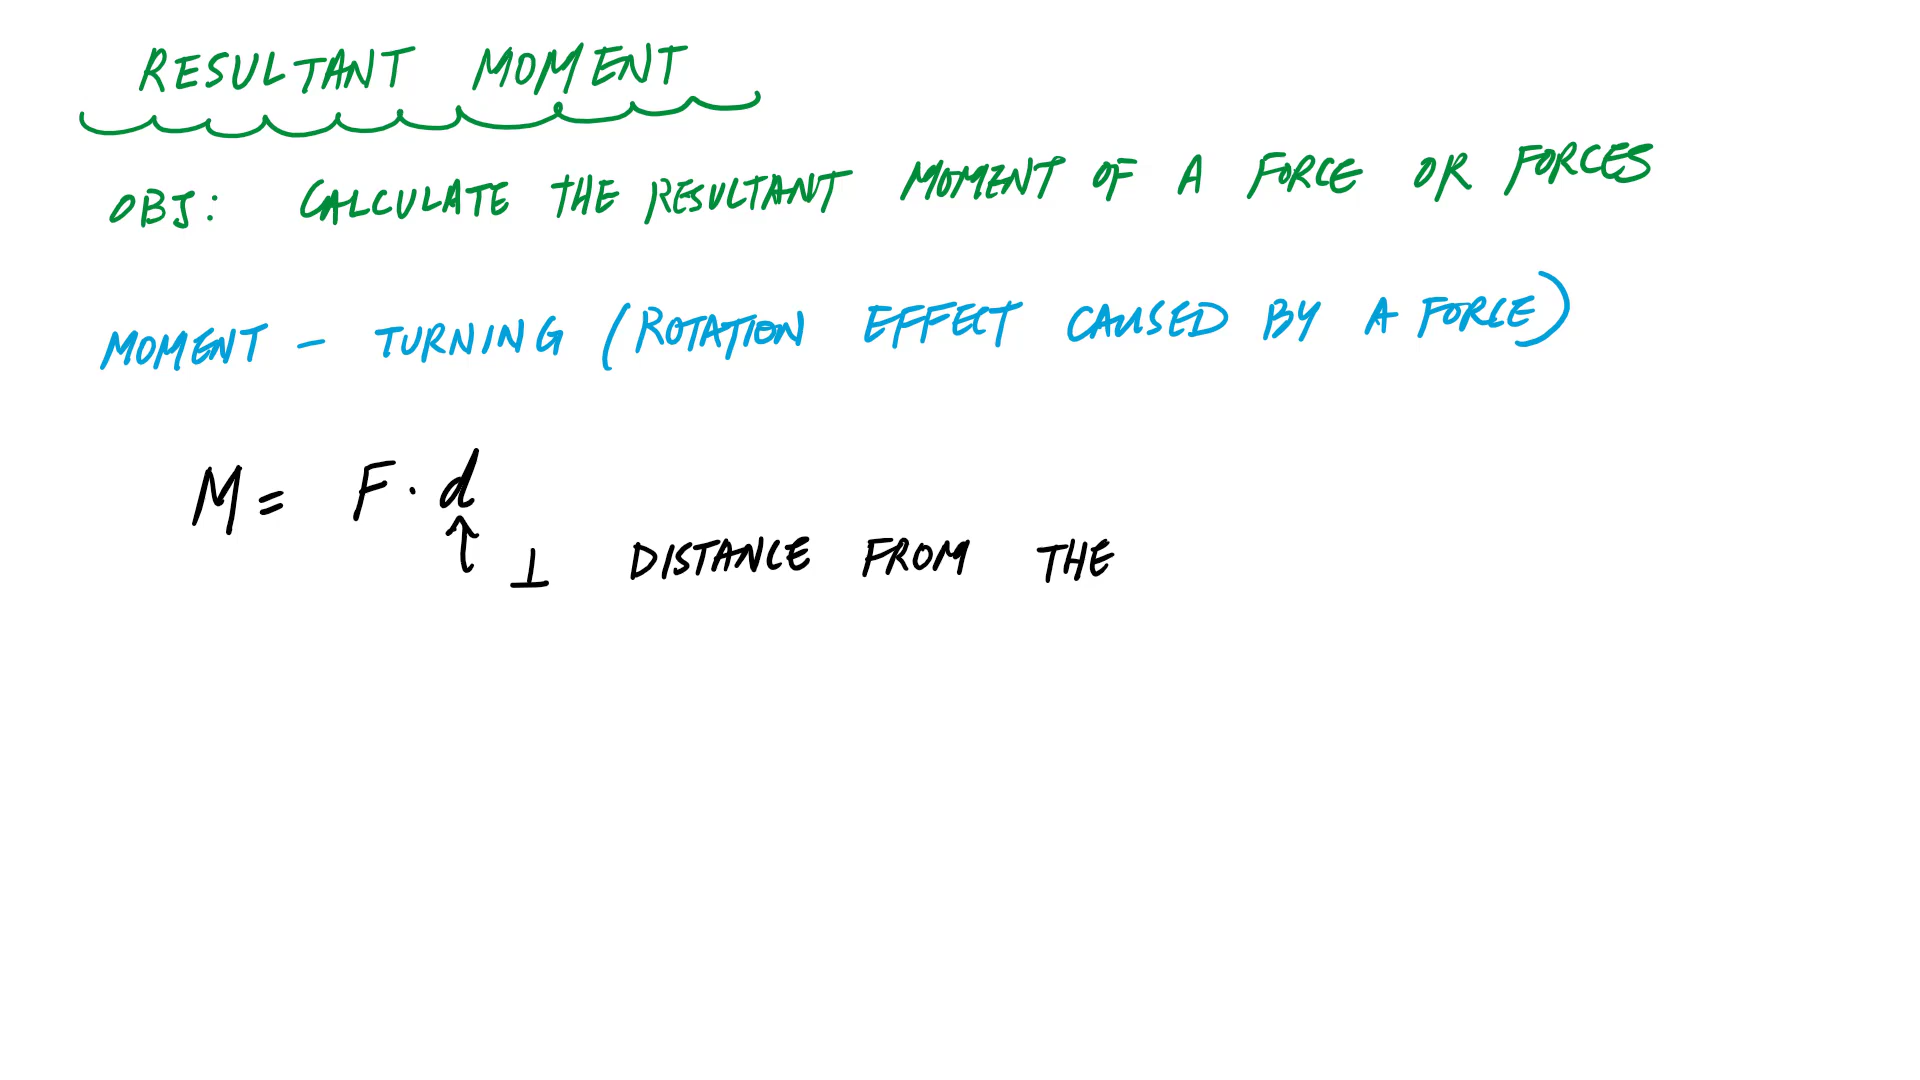 RESULTANT MOMENT
OBJ: CALCULATE THE RESULTANT MOMENT OF A FORCE OR FORCES
MOMENT - TURNING (ROTATION EFFECT CAUSED BY A FORCE)
M = F · d
⊥ DISTANCE FROM THE